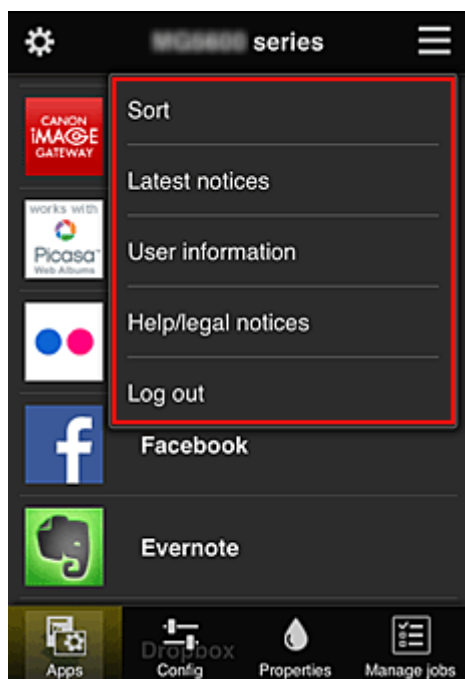 series
CANON
iMAGE
GATEWAY
Sort
Latest notices
works with
Picasa™
Web Albums
User information
Help/legal notices
Log out
Facebook
Evernote
Dropbox
Apps
Config
Properties
Manage jobs